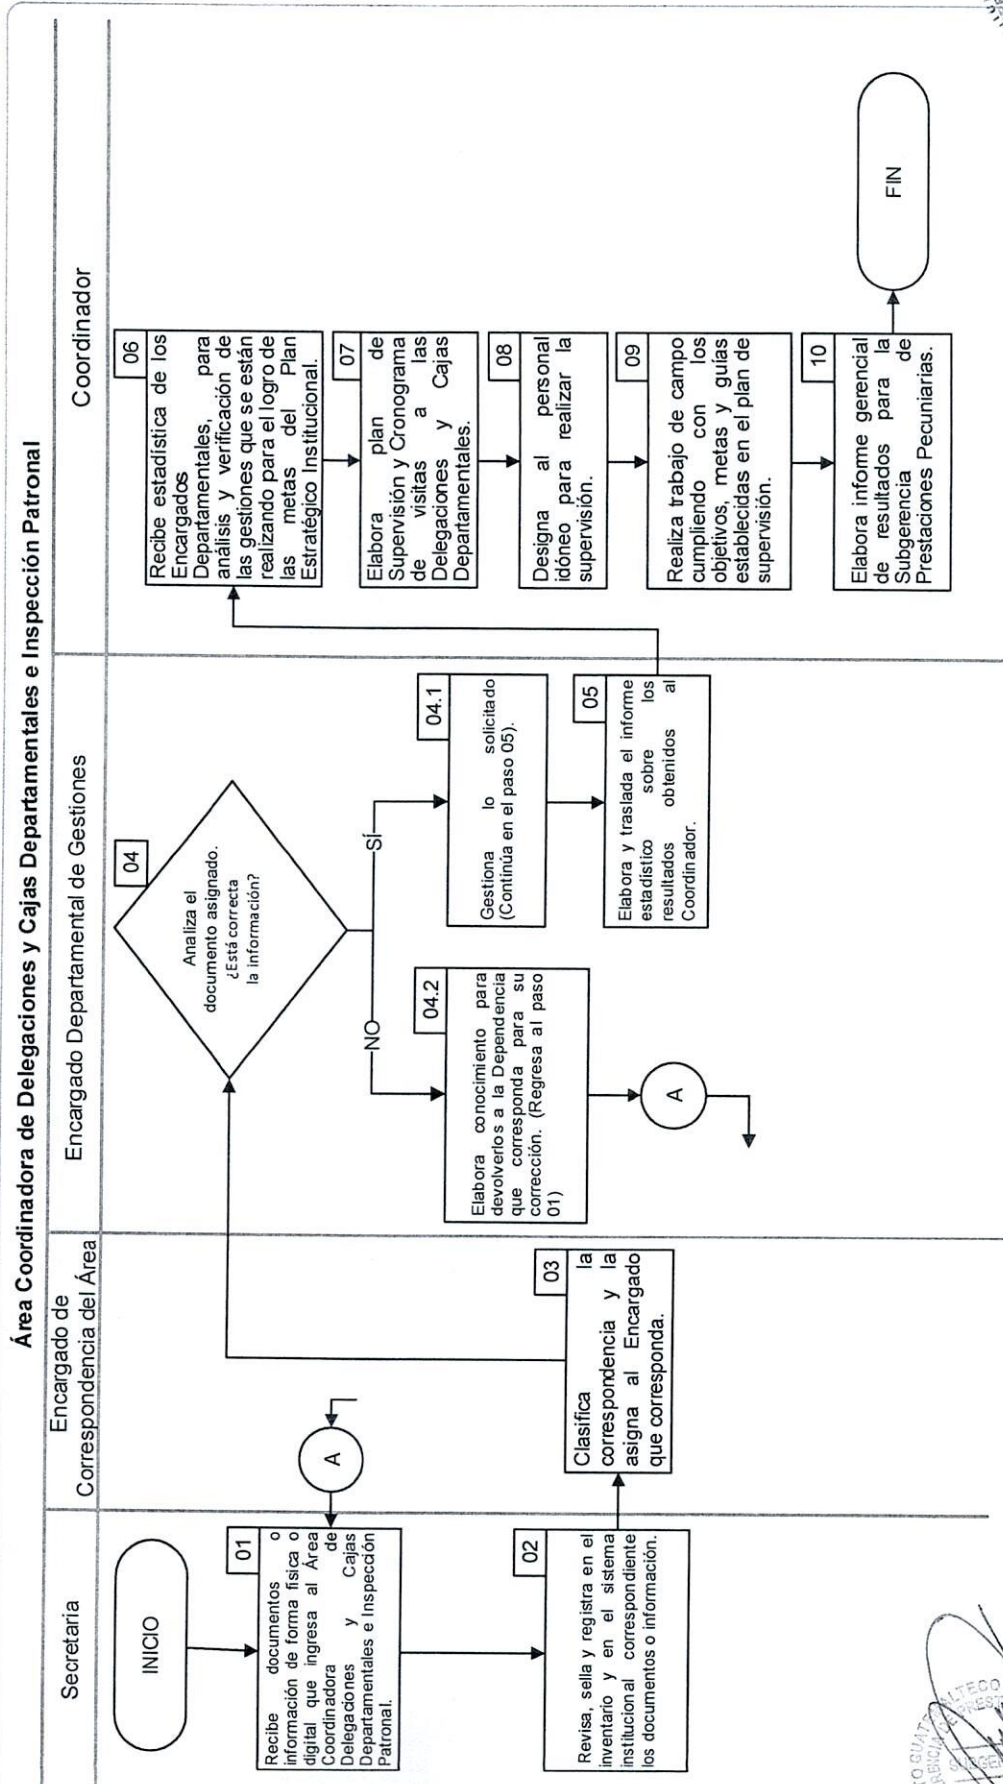 Área Coordinadora de Delegaciones y Cajas Departamentales e Inspección Patronal
Secretaria
Encargado de
Correspondencia del Área
Encargado Departamental de Gestiones
Coordinador
INICIO
01
Recibe documentos o
información de forma física o
digital que ingresa al Área
Coordinadora de
Delegaciones y Cajas
Departamentales e Inspección
Patronal.
02
Revisa, sella y registra en el
inventario y en el sistema
institucional correspondiente
los documentos o información.
A
03
Clasifica la
correspondencia y la
asigna al Encargado
que corresponda.
04
Analiza el
documento asignado.
¿Está correcta
la información?
NO
SÍ
04.2
Elabora conocimiento para
devolverlos a la Dependencia
que corresponda para su
corrección. (Regresa al paso
01)
A
04.1
Gestiona lo solicitado
(Continúa en el paso 05).
05
Elabora y traslada el informe
estadístico sobre los
resultados obtenidos al
Coordinador.
06
Recibe estadística de los
Encargados
Departamentales, para
análisis y verificación de
las gestiones que se están
realizando para el logro de
las metas del Plan
Estratégico Institucional.
07
Elabora plan de
Supervisión y Cronograma
de visitas a las
Delegaciones y Cajas
Departamentales.
08
Designa al personal
idóneo para realizar la
supervisión.
09
Realiza trabajo de campo
cumpliendo con los
objetivos, metas y guías
establecidas en el plan de
supervisión.
10
Elabora informe gerencial
de resultados para la
Subgerencia de
Prestaciones Pecuniarias.
FIN